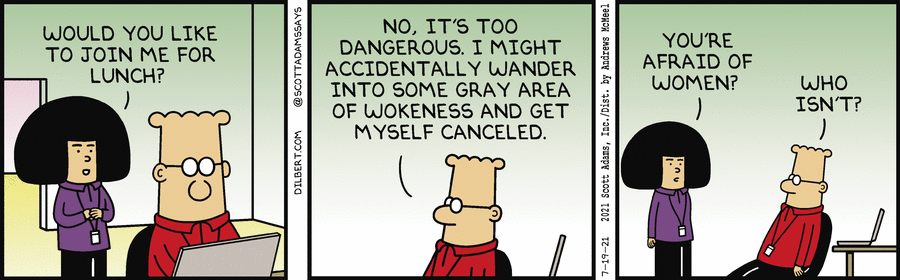 WOULD YOU LIKE
TO JOIN ME FOR
LUNCH?
DILBERT.COM @SCOTTADAMSSAYS
NO, IT'S TOO
DANGEROUS. I MIGHT
ACCIDENTALLY WANDER
INTO SOME GRAY AREA
OF WOKENESS AND GET
MYSELF CANCELED.
7-19-21 2021 Scott Adams, Inc./Dist. by Andrews McMeel
YOU'RE
AFRAID OF
WOMEN?
WHO
ISN'T?